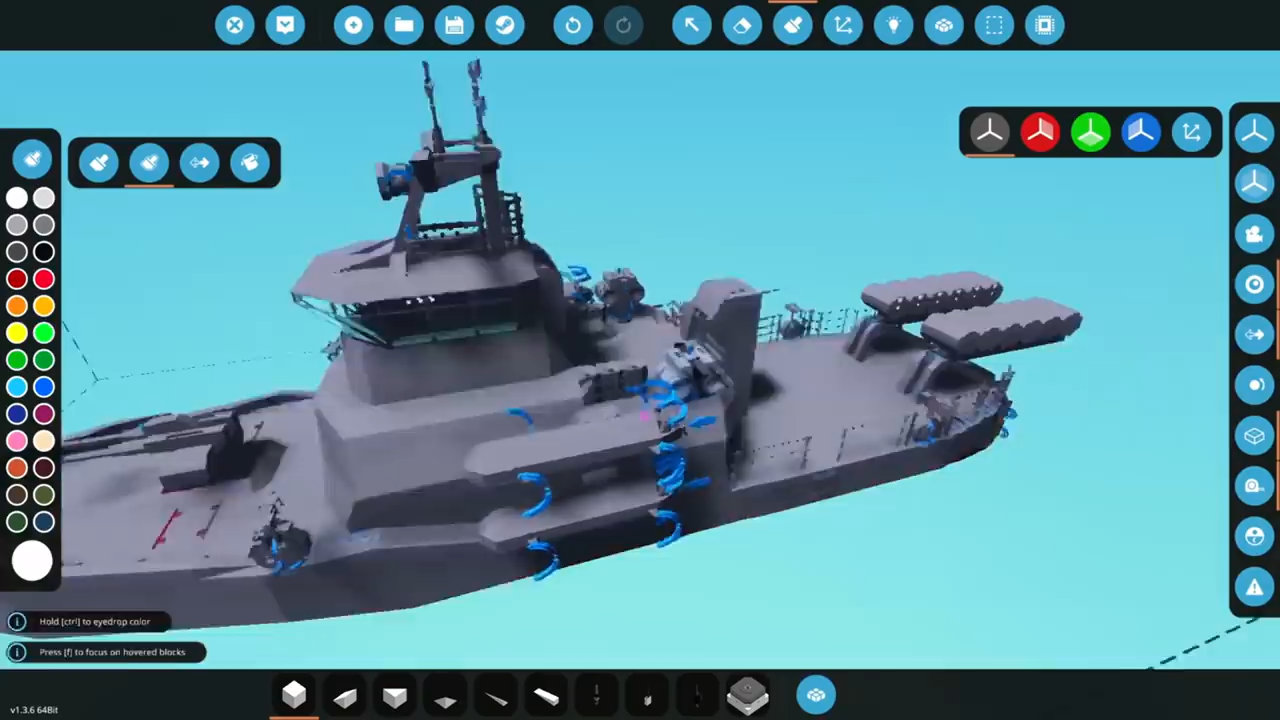 Hold [ctrl] to eyedrop color
Press [f] to focus on hovered blocks
v1.3.6 64Bit